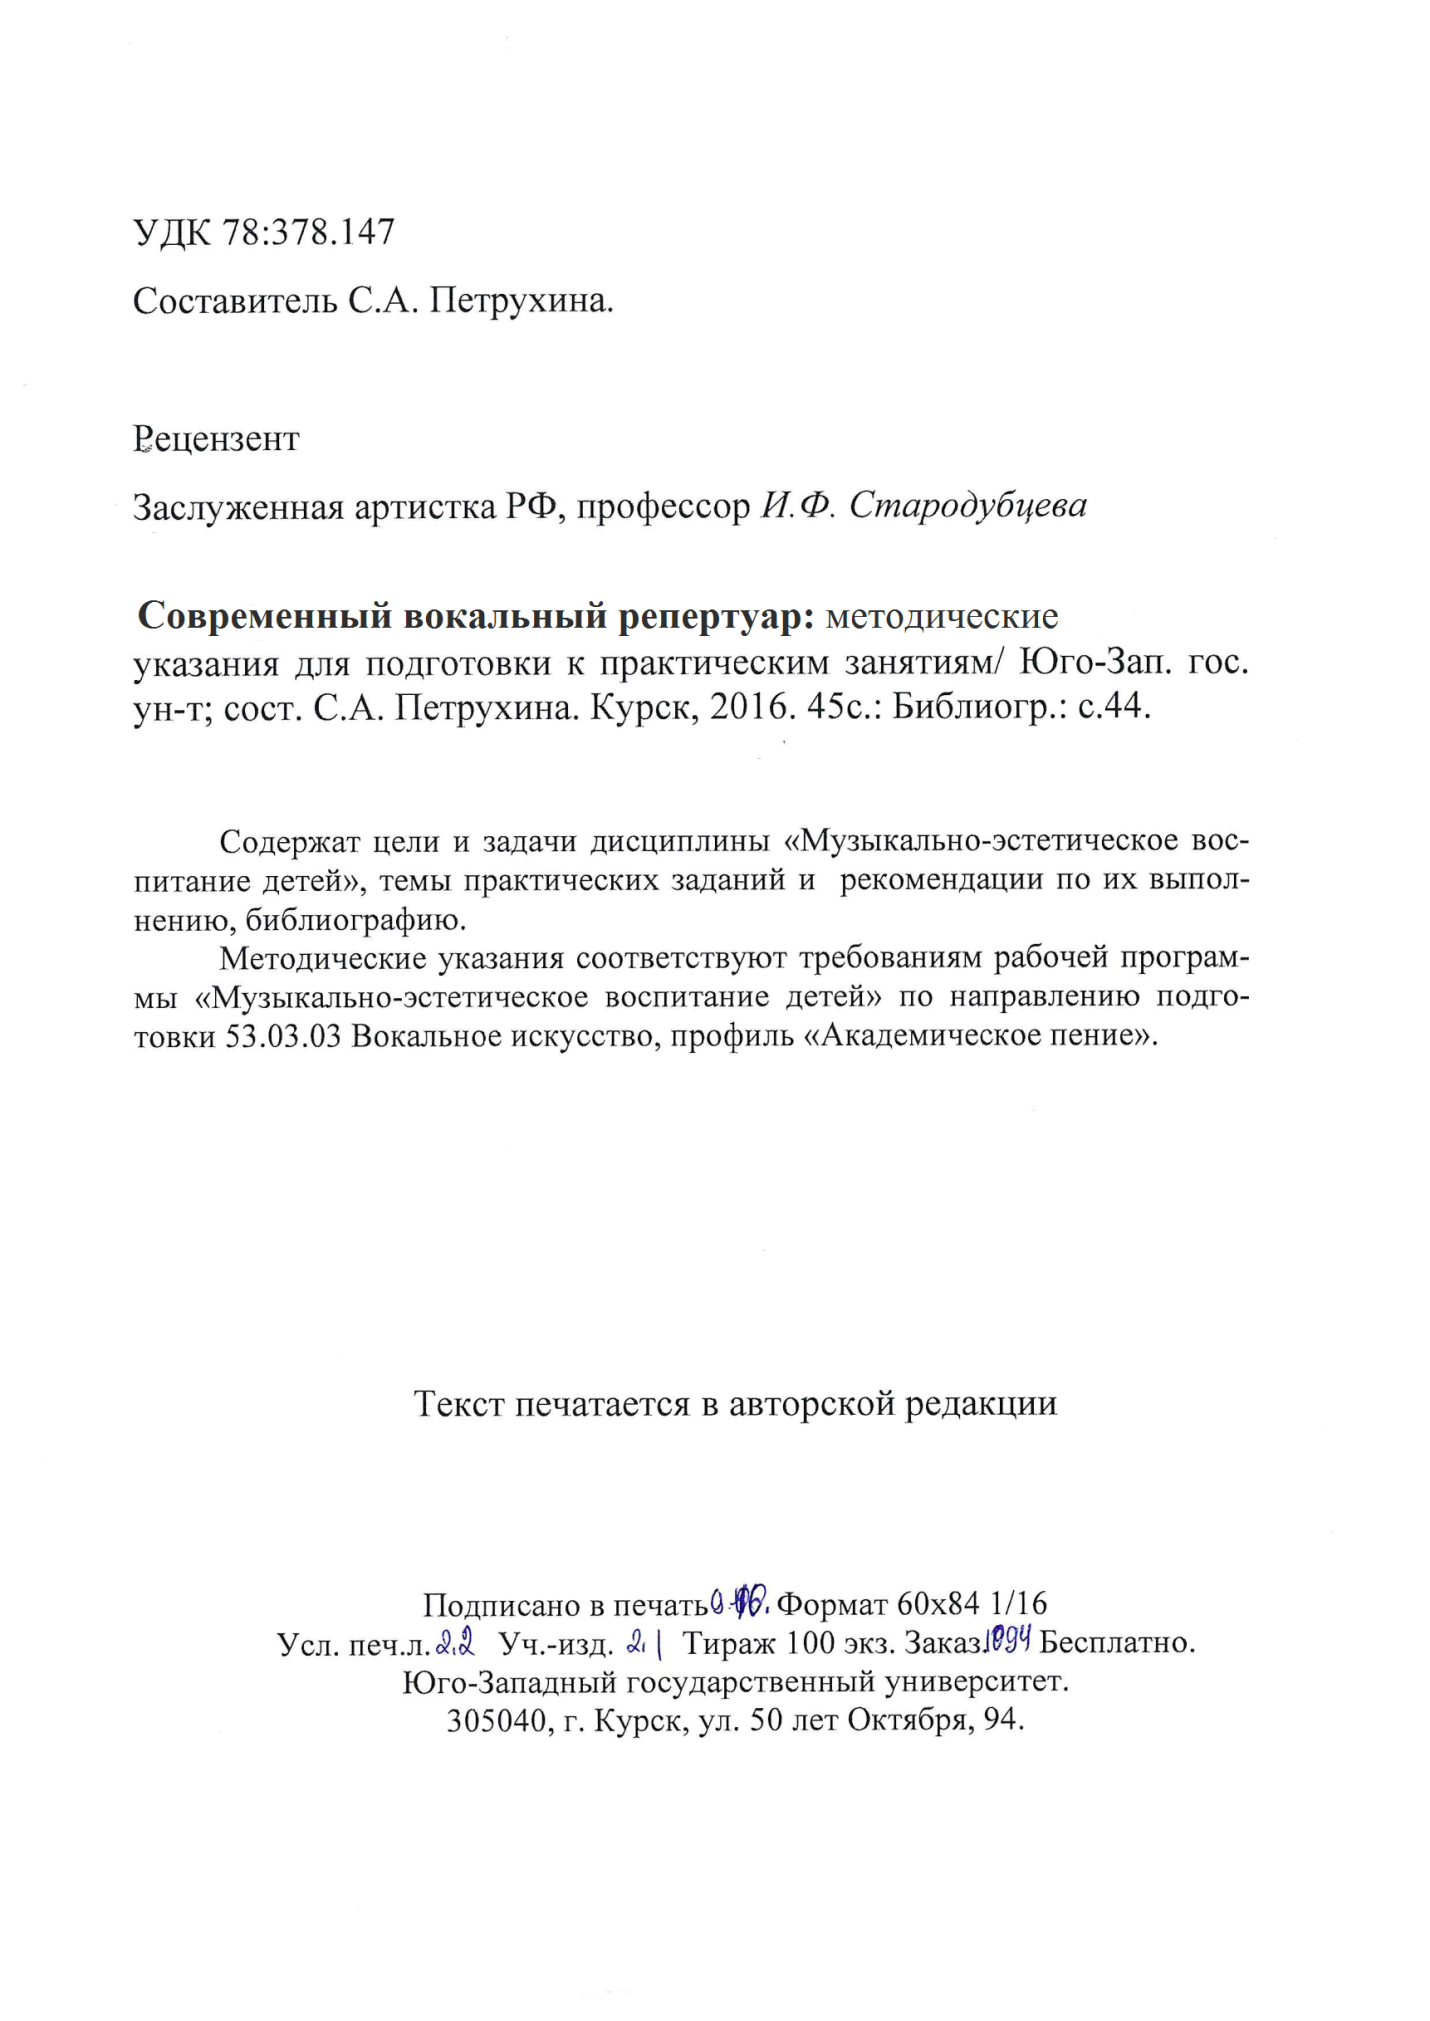 УДК 78:378.147
Составитель С.А. Петрухина.
Рецензент
Заслуженная артистка РФ, профессор И.Ф. Стародубцева
Современный вокальный репертуар: методические
указания для подготовки к практическим занятиям/ Юго-Зап. гос.
ун-т; сост. С.А. Петрухина. Курск, 2016. 45с.: Библиогр.: с.44.
Содержат цели и задачи дисциплины «Музыкально-эстетическое вос-
питание детей», темы практических заданий и рекомендации по их выпол-
нению, библиографию.
Методические указания соответствуют требованиям рабочей програм-
мы «Музыкально-эстетическое воспитание детей» по направлению подго-
товки 53.03.03 Вокальное искусство, профиль «Академическое пение».
Текст печатается в авторской редакции
Подписано в печать Формат 60х84 1/16
Усл. печ.л. 2.2 Уч.-изд. 2.1 Тираж 100 экз. Заказ.1094 Бесплатно.
Юго-Западный государственный университет.
305040, г. Курск, ул. 50 лет Октября, 94.